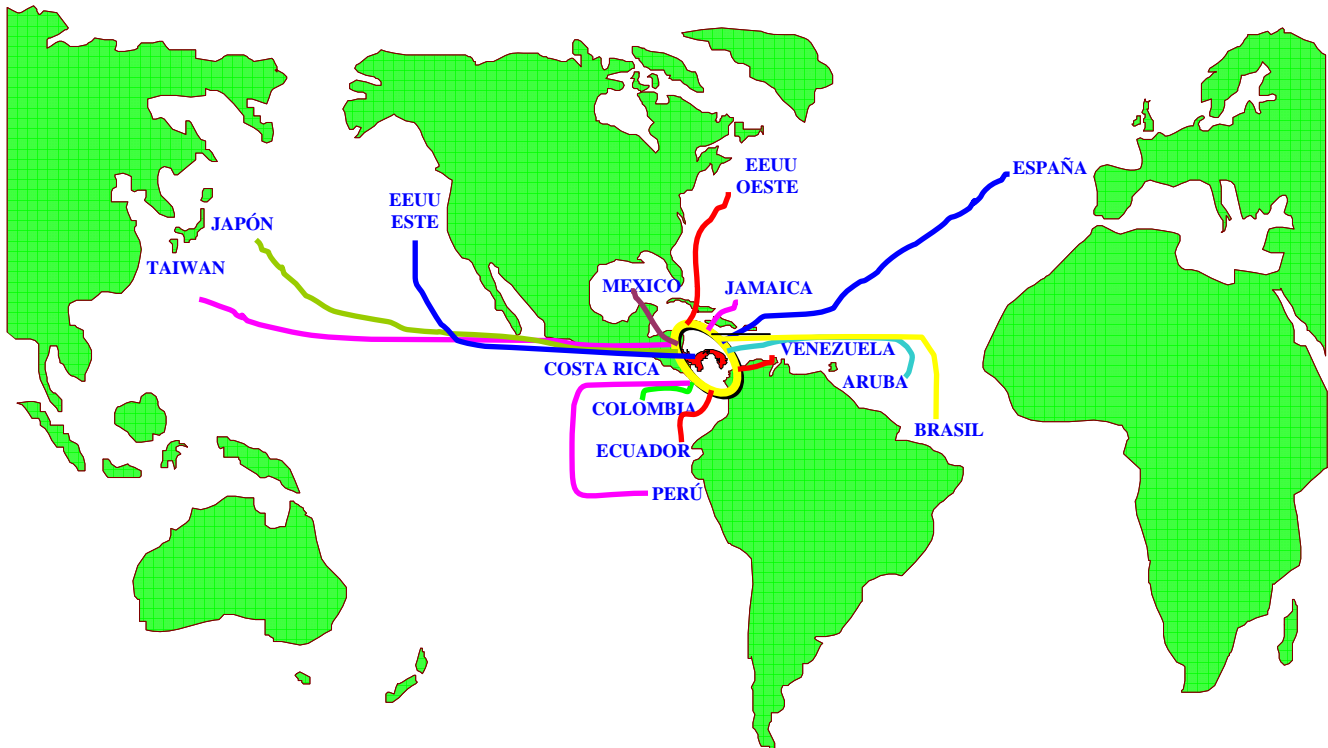 EEUU
OESTE
ESPAÑA
EEUU
ESTE
JAPÓN
TAIWAN
MEXICO
JAMAICA
VENEZUELA
COSTA RICA
ARUBA
COLOMBIA
BRASIL
ECUADOR
PERÚ